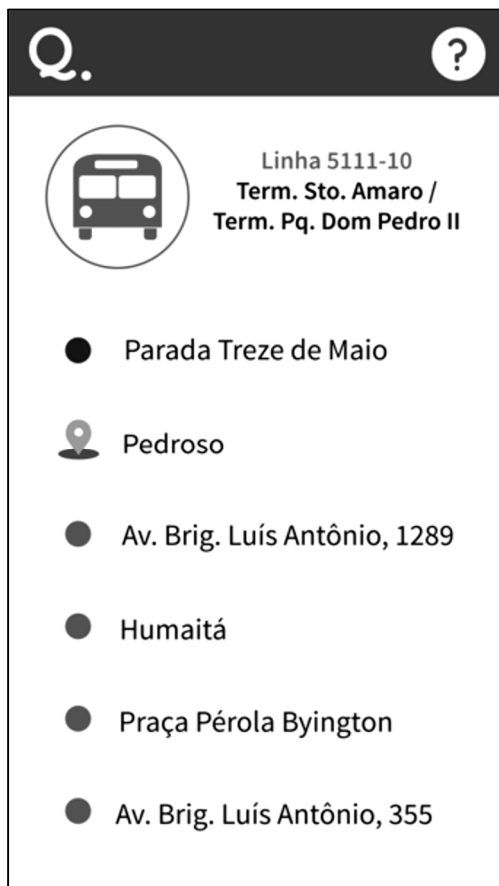 Q.
?
Linha 5111-10
Term. Sto. Amaro /
Term. Pq. Dom Pedro II
Parada Treze de Maio
Pedroso
Av. Brig. Luís Antônio, 1289
Humaitá
Praça Pérola Byington
Av. Brig. Luís Antônio, 355